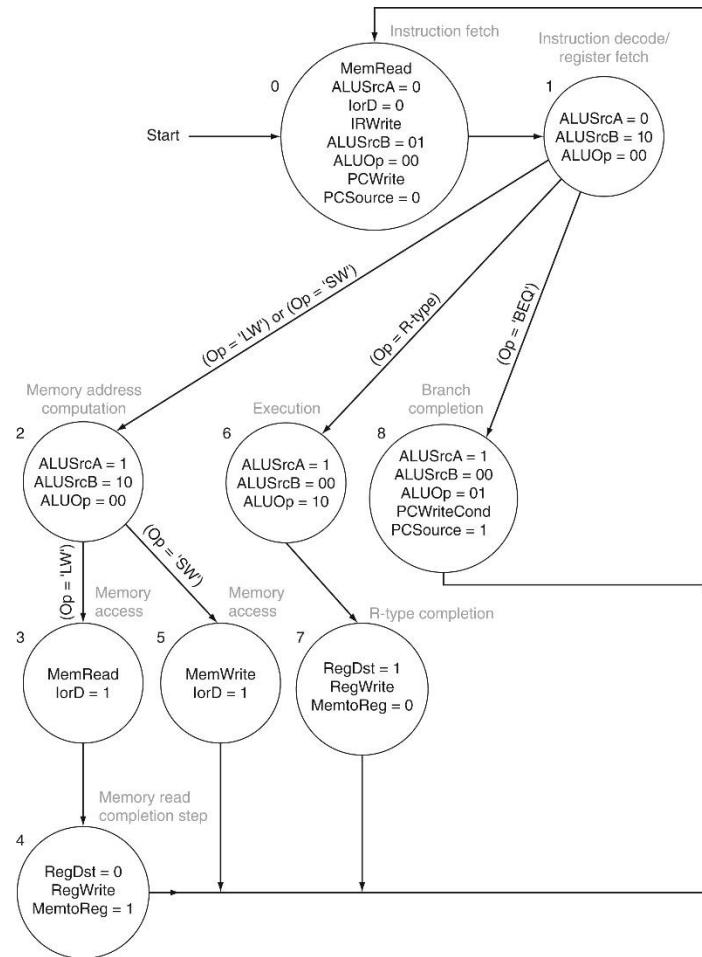 Instruction fetch
Instruction decode/
register fetch
0
MemRead
ALUSrcA = 0
IorD = 0
IRWrite
ALUSrcB = 01
ALUOp = 00
PCWrite
PCSource = 0
1
ALUSrcA = 0
ALUSrcB = 10
ALUOp = 00
Start
(Op = 'LW') or (Op = 'SW')
(Op = R-type)
(Op = 'BEQ')
Memory address
computation
2
ALUSrcA = 1
ALUSrcB = 10
ALUOp = 00
Execution
6
ALUSrcA = 1
ALUSrcB = 00
ALUOp = 10
Branch
completion
8
ALUSrcA = 1
ALUSrcB = 00
ALUOp = 01
PCWriteCond
PCSource = 1
(Op = 'LW')
(Op = 'SW')
Memory
access
3
MemRead
IorD = 1
Memory
access
5
MemWrite
IorD = 1
R-type completion
7
RegDst = 1
RegWrite
MemtoReg = 0
Memory read
completion step
4
RegDst = 0
RegWrite
MemtoReg = 1